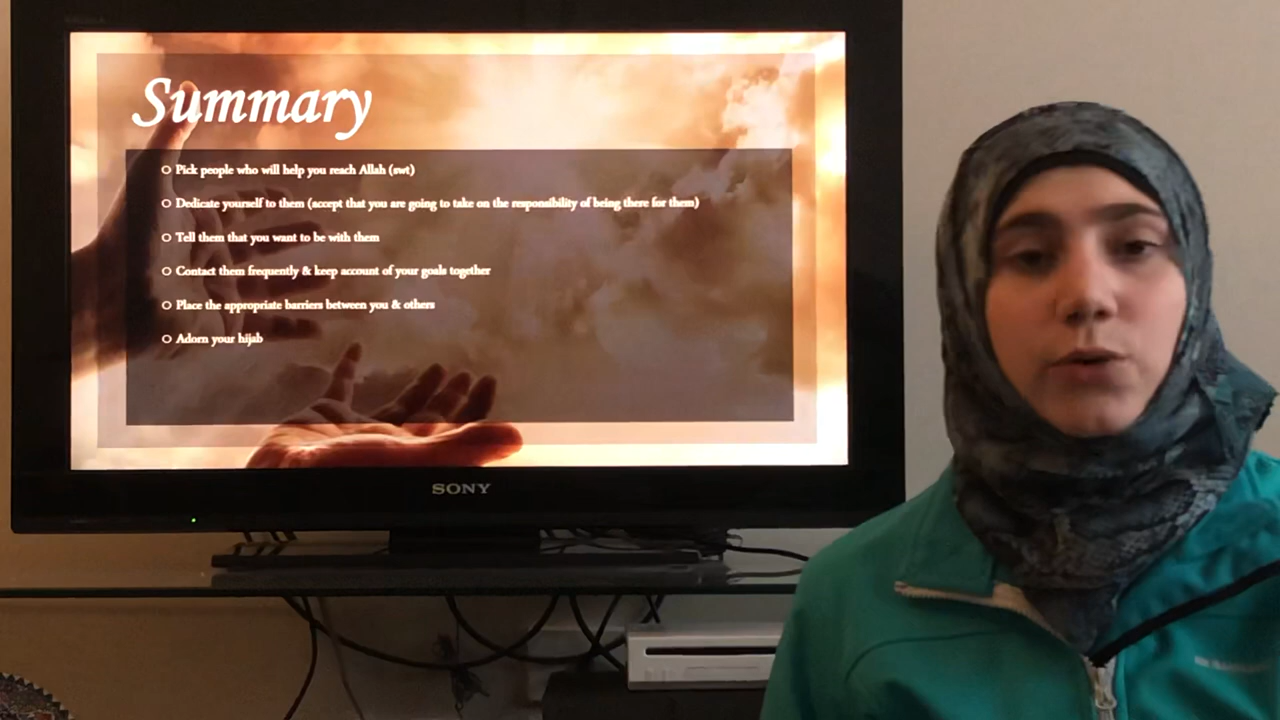 Summary
Pick people who will help you reach Allah (swt)
Dedicate yourself to them (accept that you are going to take on the responsibility of being there for them)
Tell them that you want to be with them
Contact them frequently & keep account of your goals together
Place the appropriate barriers between you & others
Adorn your hijab
SONY